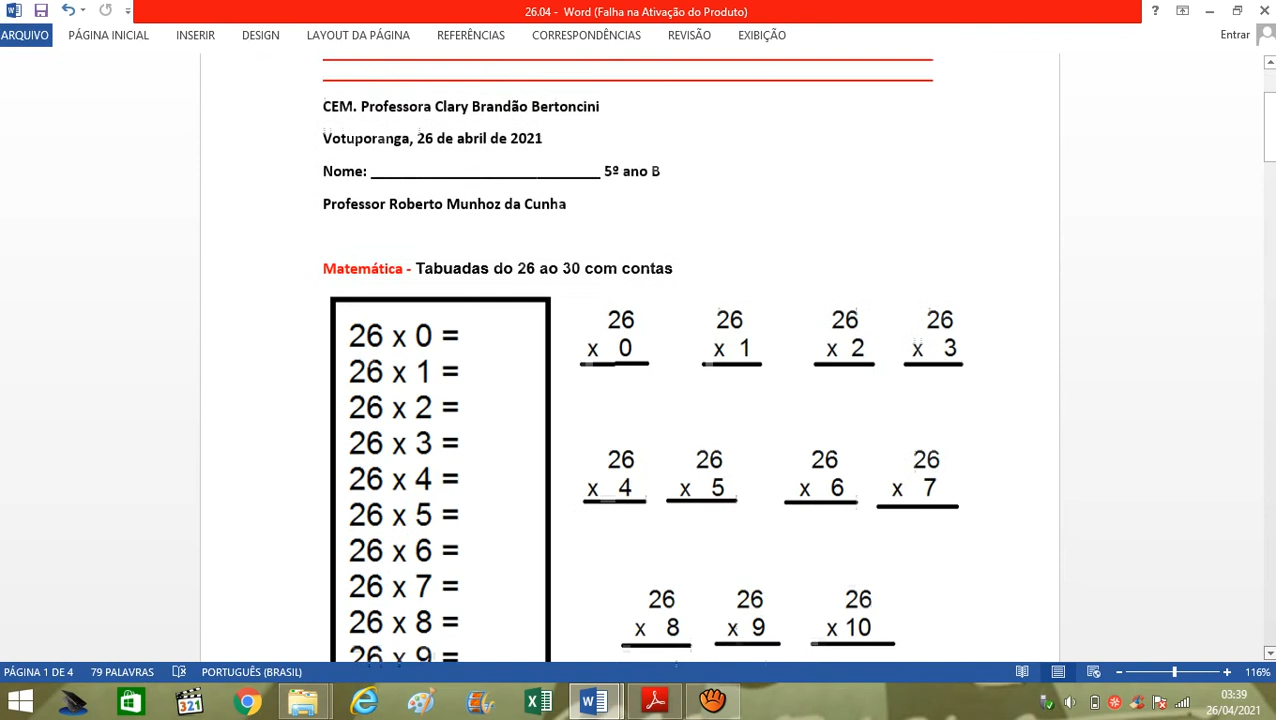 26.04 - Word (Falha na Ativação do Produto)
ARQUIVO PÁGINA INICIAL INSERIR DESIGN LAYOUT DA PÁGINA REFERÊNCIAS CORRESPONDÊNCIAS REVISÃO EXIBIÇÃO Entrar
CEM. Professora Clary Brandão Bertoncini
Votuporanga, 26 de abril de 2021
Nome: ____________________________ 5º ano B
Professor Roberto Munhoz da Cunha
Matemática - Tabuadas do 26 ao 30 com contas
26 x 0 =
26 x 1 =
26 x 2 =
26 x 3 =
26 x 4 =
26 x 5 =
26 x 6 =
26 x 7 =
26 x 8 =
26 x 9 =
26 26 26 26
x 0 x 1 x 2 x 3
26 26 26 26
x 4 x 5 x 6 x 7
26 26 26
x 8 x 9 x 10
PÁGINA 1 DE 4 79 PALAVRAS PORTUGUÊS (BRASIL) 116%
321
03:39
26/04/2021